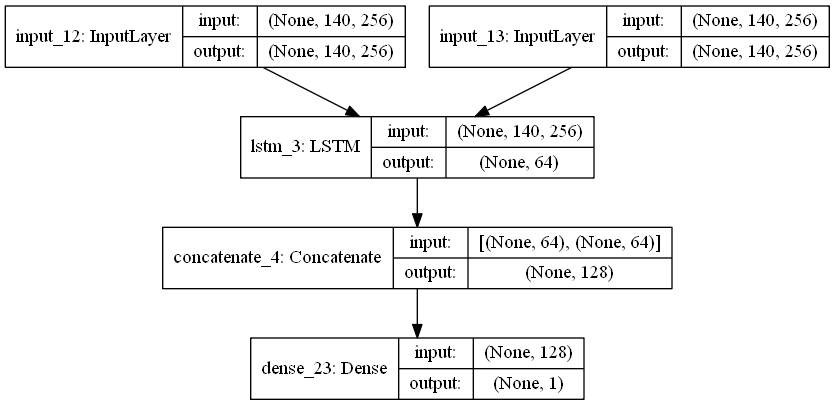 input_12: InputLayer
input: (None, 140, 256)
output: (None, 140, 256)
input_13: InputLayer
input: (None, 140, 256)
output: (None, 140, 256)
lstm_3: LSTM
input: (None, 140, 256)
output: (None, 64)
concatenate_4: Concatenate
input: [(None, 64), (None, 64)]
output: (None, 128)
dense_23: Dense
input: (None, 128)
output: (None, 1)